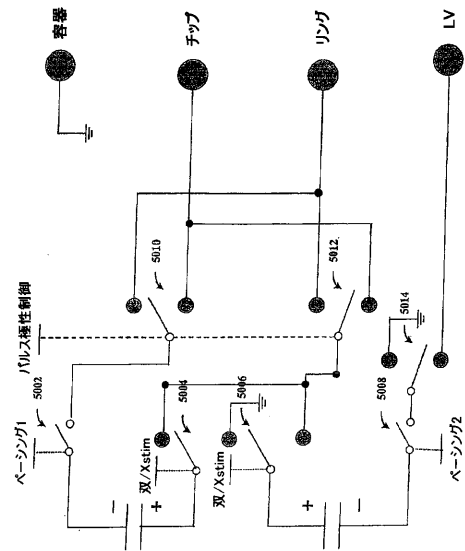 容器
チップ
リング
LV
パルス極性制御
5010
5012
5014
5002
5004
5006
5008
ペーシング1
双/Xstim
双/Xstim
ペーシング2
−
+
+
−